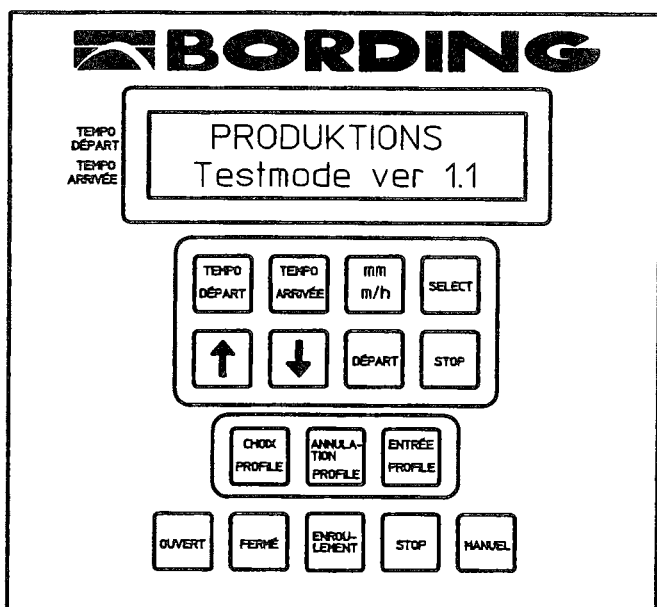 BORDING
TEMPO
DÉPART
TEMPO
ARRIVÉE
PRODUKTIONS
Testmode ver 1.1
TEMPO
DÉPART
TEMPO
ARRIVÉE
mm
m/h
SELECT
DÉPART
STOP
CHOIX
PROFILE
ANNULA-
TION
PROFILE
ENTRÉE
PROFILE
OUVERT
FERMÉ
ENROU-
LEMENT
STOP
MANUEL